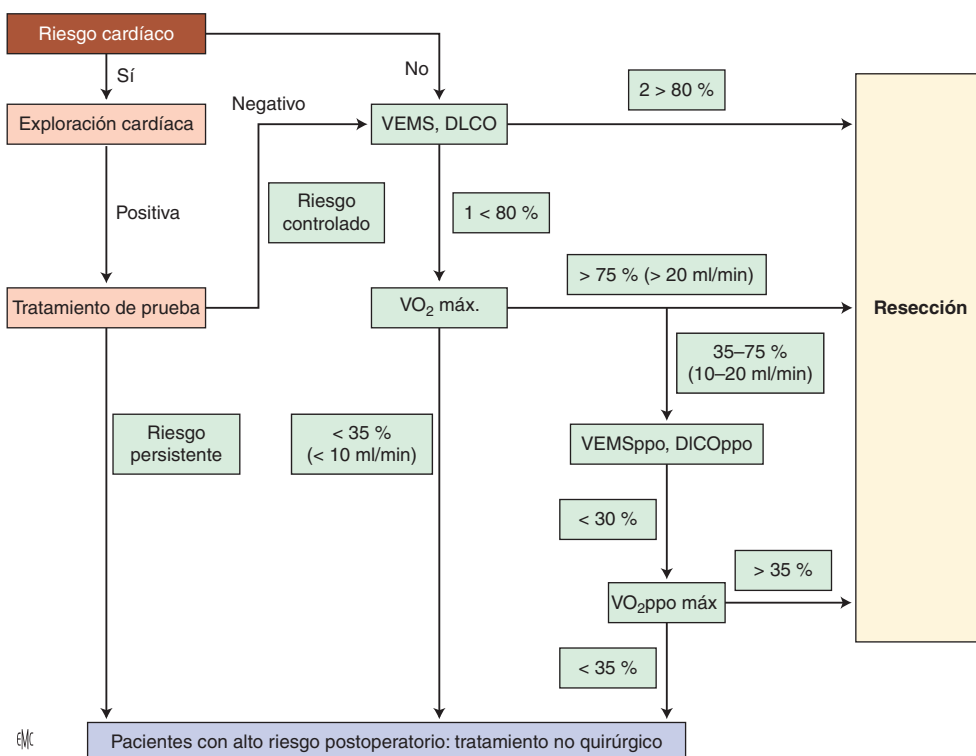 Riesgo cardíaco
Sí
No
Negativo
2 > 80 %
Exploración cardíaca
VEMS, DLCO
Positiva
Riesgo
controlado
1 < 80 %
> 75 % (> 20 ml/min)
Tratamiento de prueba
VO₂ máx.
Resección
35–75 %
(10–20 ml/min)
Riesgo
persistente
< 35 %
(< 10 ml/min)
VEMSppo, DlCOppo
< 30 %
> 35 %
VO₂ppo máx
< 35 %
EMC
Pacientes con alto riesgo postoperatorio: tratamiento no quirúrgico